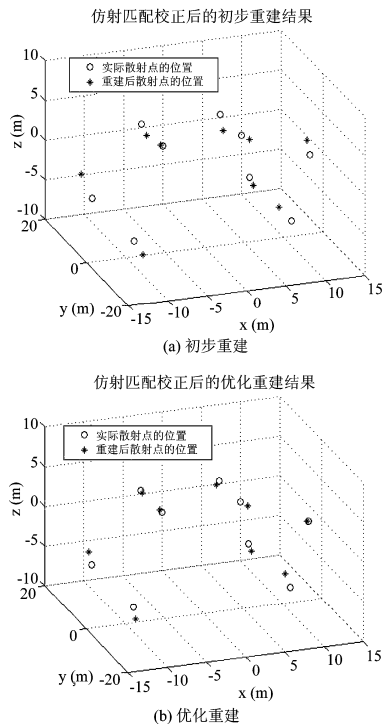 仿射匹配校正后的初步重建结果
10
5
0
-5
-10
z (m)
实际散射点的位置
重建后散射点的位置
20
0
-20
y (m)
-15
-10
-5
0
5
10
15
x (m)
(a) 初步重建
仿射匹配校正后的优化重建结果
10
5
0
-5
-10
z (m)
实际散射点的位置
重建后散射点的位置
20
0
-20
y (m)
-15
-10
-5
0
5
10
15
x (m)
(b) 优化重建